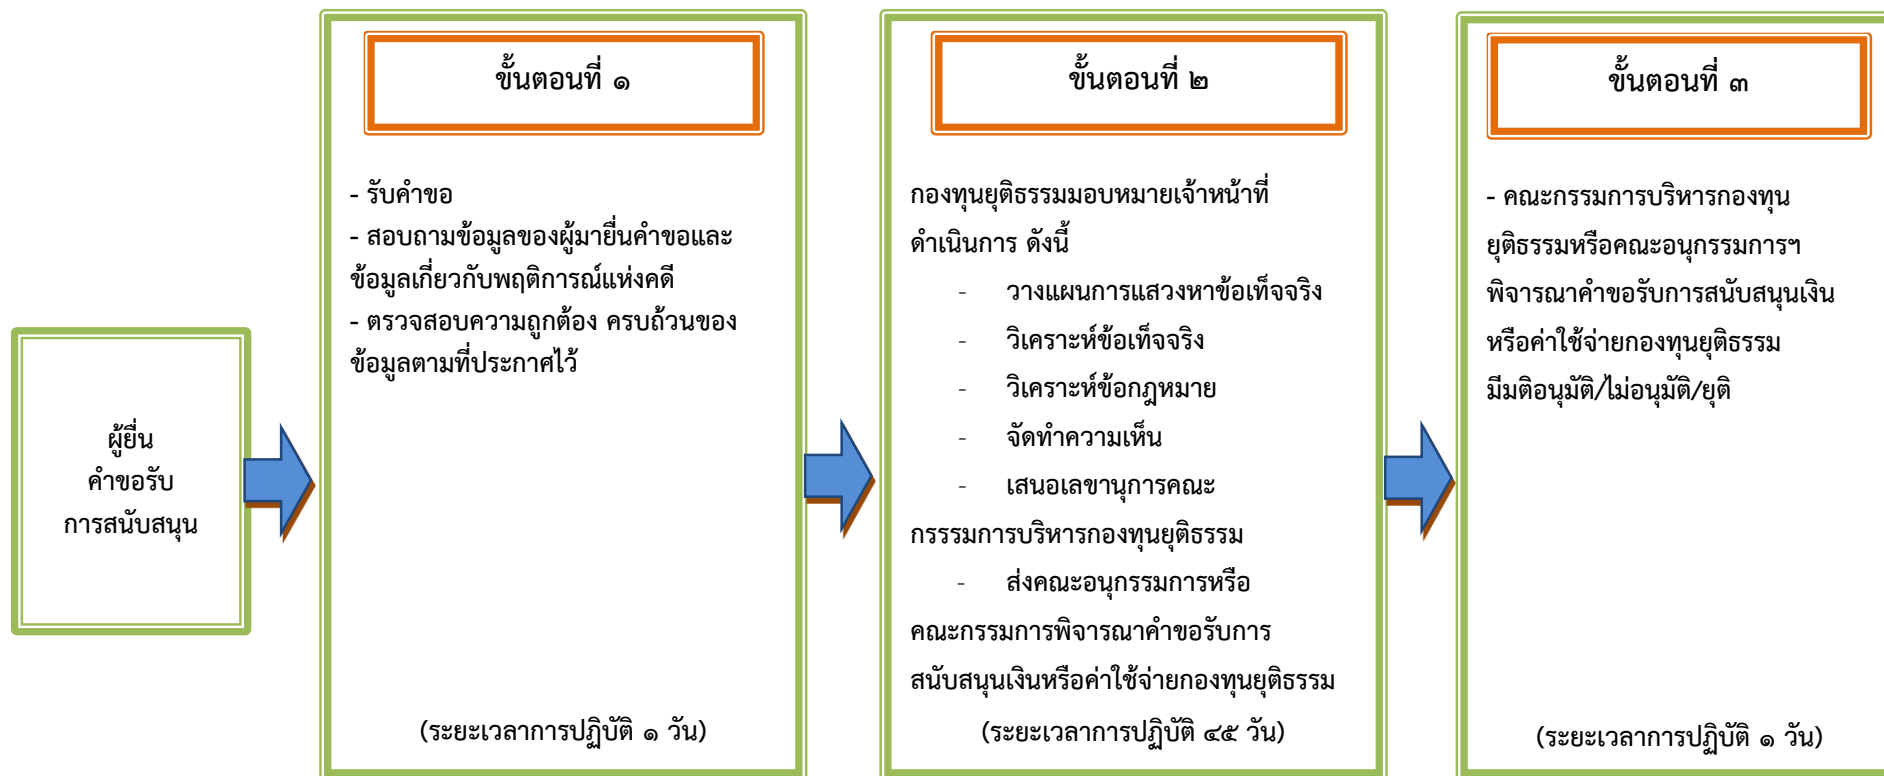 ผู้ยื่น
คำขอรับ
การสนับสนุน
ขั้นตอนที่ ๑
- รับคำขอ
- สอบถามข้อมูลของผู้มายื่นคำขอและ
ข้อมูลเกี่ยวกับพฤติการณ์แห่งคดี
- ตรวจสอบความถูกต้อง ครบถ้วนของ
ข้อมูลตามที่ประกาศไว้
(ระยะเวลาการปฏิบัติ ๑ วัน)
ขั้นตอนที่ ๒
กองทุนยุติธรรมมอบหมายเจ้าหน้าที่
ดำเนินการ ดังนี้
- วางแผนการแสวงหาข้อเท็จจริง
- วิเคราะห์ข้อเท็จจริง
- วิเคราะห์ข้อกฎหมาย
- จัดทำความเห็น
- เสนอเลขานุการคณะ
กรรรมการบริหารกองทุนยุติธรรม
- ส่งคณะอนุกรรมการหรือ
คณะกรรมการพิจารณาคำขอรับการ
สนับสนุนเงินหรือค่าใช้จ่ายกองทุนยุติธรรม
(ระยะเวลาการปฏิบัติ ๔๕ วัน)
ขั้นตอนที่ ๓
- คณะกรรมการบริหารกองทุน
ยุติธรรมหรือคณะอนุกรรมการฯ
พิจารณาคำขอรับการสนับสนุนเงิน
หรือค่าใช้จ่ายกองทุนยุติธรรม
มีมติอนุมัติ/ไม่อนุมัติ/ยุติ
(ระยะเวลาการปฏิบัติ ๑ วัน)